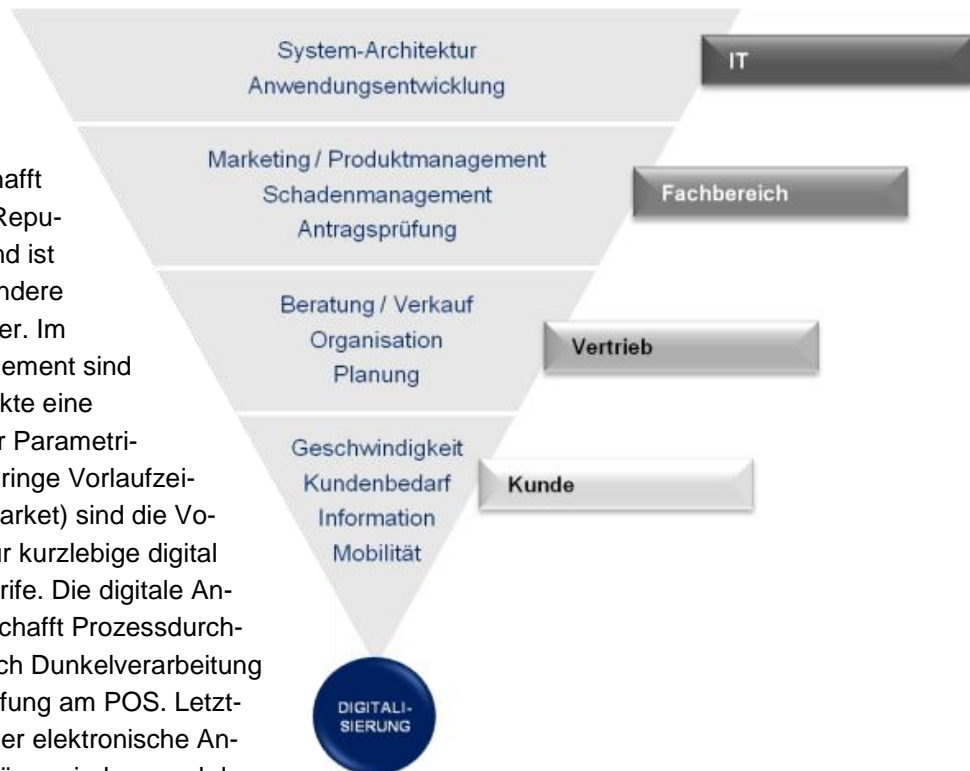 System-Architektur
Anwendungsentwicklung
IT
Marketing / Produktmanagement
Schadenmanagement
Antragsprüfung
Fachbereich
Beratung / Verkauf
Organisation
Planung
Vertrieb
Geschwindigkeit
Kundenbedarf
Information
Mobilität
Kunde
DIGITALI-
SIERUNG
afft
Repu-
nd ist
ndere
er. Im
ement sind
kte eine
r Parametri-
ringe Vorlaufzei-
arket) sind die Vo-
ur kurzlebige digital
rife. Die digitale An-
chafft Prozessdurch-
ch Dunkelverarbeitung
fung am POS. Letzt-
er elektronische An-